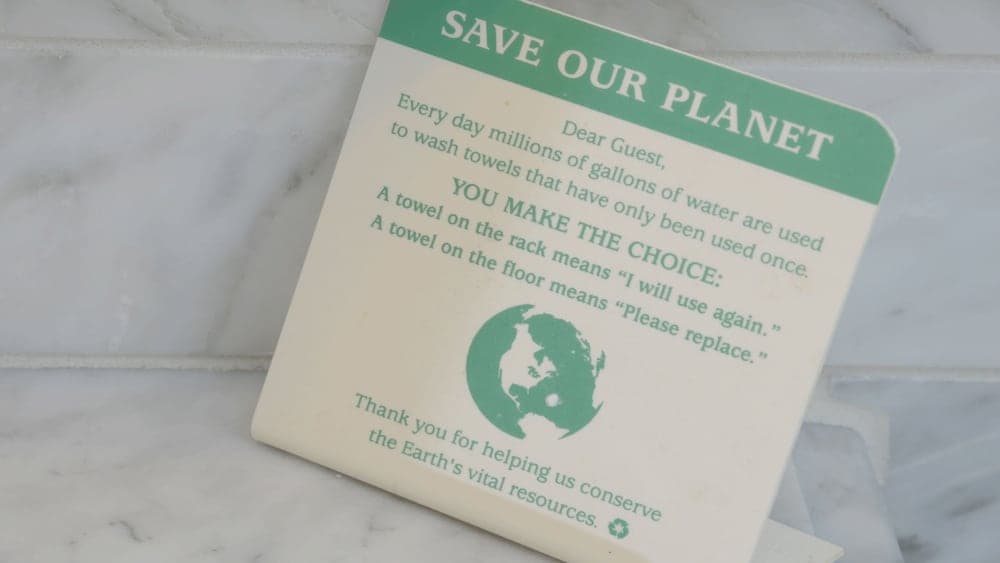 SAVE OUR PLANET
Dear Guest,
Every day millions of gallons of water are used
to wash towels that have only been used once.
YOU MAKE THE CHOICE:
A towel on the rack means “I will use again.”
A towel on the floor means “Please replace.”
Thank you for helping us conserve
the Earth's vital resources.